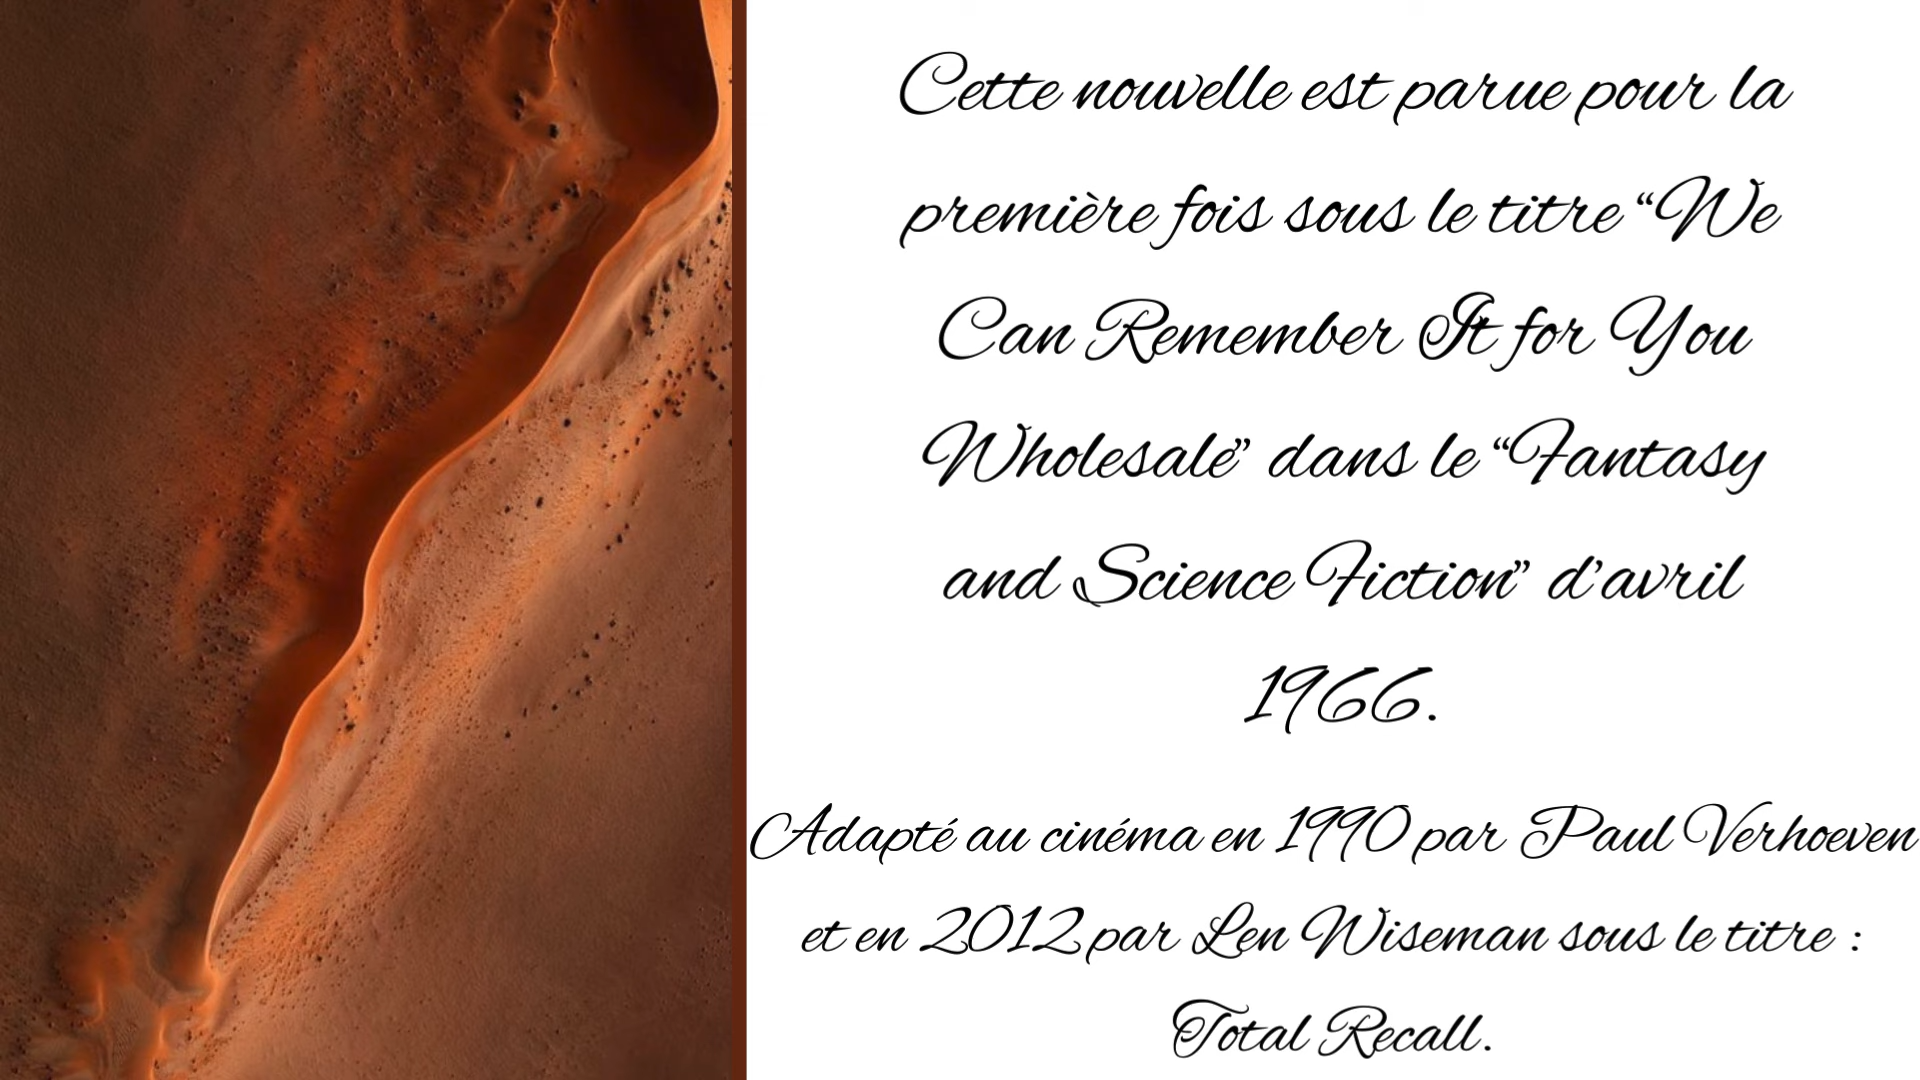 Cette nouvelle est parue pour la
première fois sous le titre “We
Can Remember It for You
Wholesale” dans le “Fantasy
and Science Fiction” d’avril
1966.
Adapté au cinéma en 1990 par Paul Verhoeven
et en 2012 par Len Wiseman sous le titre :
Total Recall.